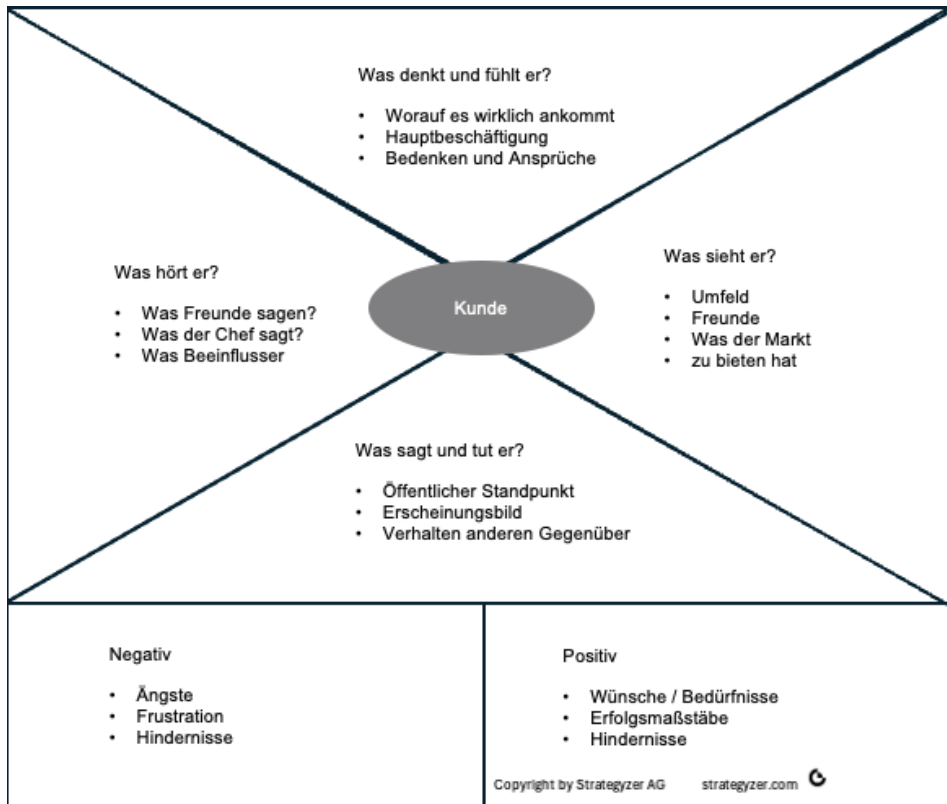 Was denkt und fühlt er?
• Worauf es wirklich ankommt
• Hauptbeschäftigung
• Bedenken und Ansprüche
Was hört er?
• Was Freunde sagen?
• Was der Chef sagt?
• Was Beeinflusser
Kunde
Was sieht er?
• Umfeld
• Freunde
• Was der Markt
• zu bieten hat
Was sagt und tut er?
• Öffentlicher Standpunkt
• Erscheinungsbild
• Verhalten anderen Gegenüber
Negativ
• Ängste
• Frustration
• Hindernisse
Positiv
• Wünsche / Bedürfnisse
• Erfolgsmaßstäbe
• Hindernisse
Copyright by Strategyzer AG strategyzer.com